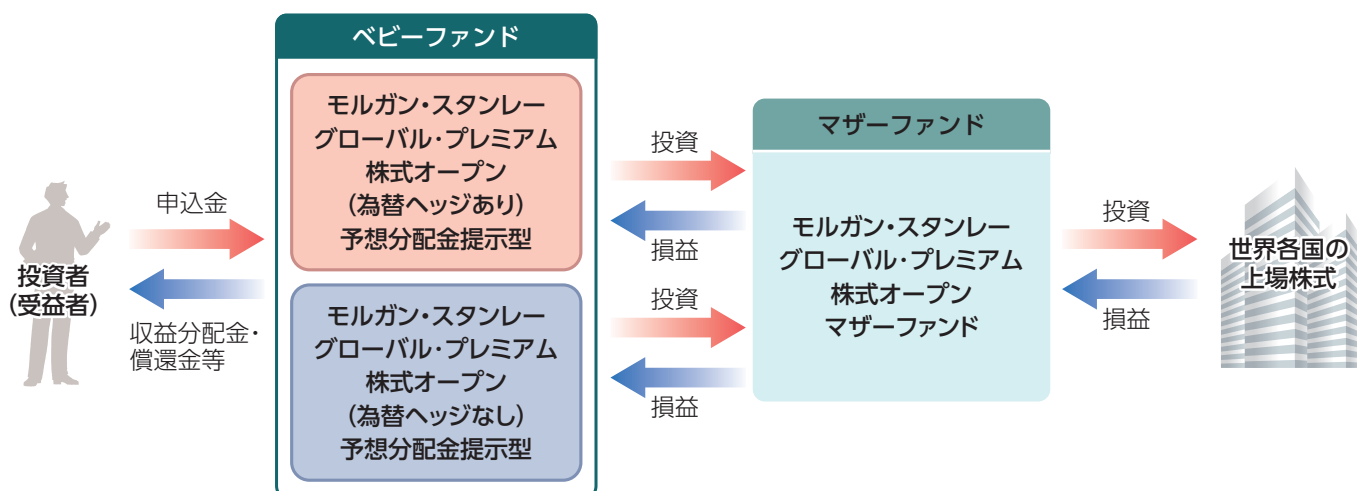 ベビーファンド
モルガン・スタンレー
グローバル・プレミアム
株式オープン
(為替ヘッジあり)
予想分配金提示型
モルガン・スタンレー
グローバル・プレミアム
株式オープン
(為替ヘッジなし)
予想分配金提示型
投資者
(受益者)
申込金
収益分配金・
償還金等
投資
損益
投資
損益
マザーファンド
モルガン・スタンレー
グローバル・プレミアム
株式オープン
マザーファンド
投資
損益
世界各国の
上場株式